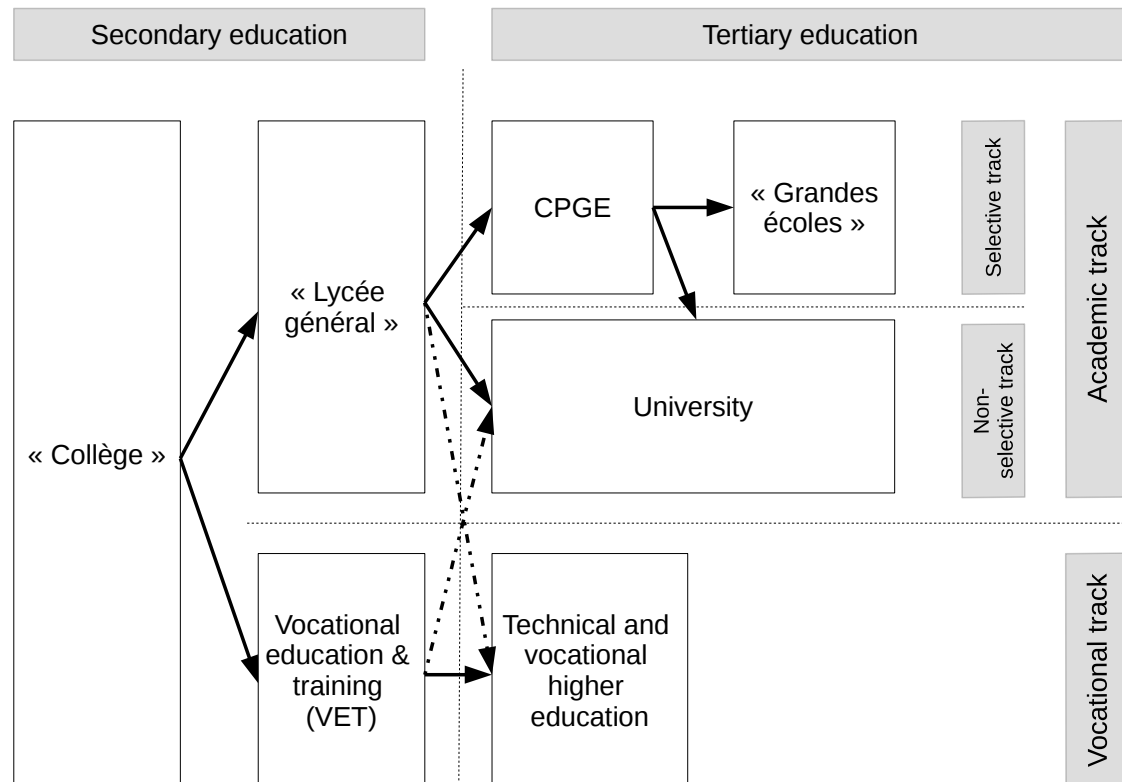 Secondary education
Tertiary education
« Collège »
« Lycée
général »
CPGE
« Grandes
écoles »
Selective track
University
Non-
selective track
Academic track
Vocational
education &
training
(VET)
Technical and
vocational
higher
education
Vocational track